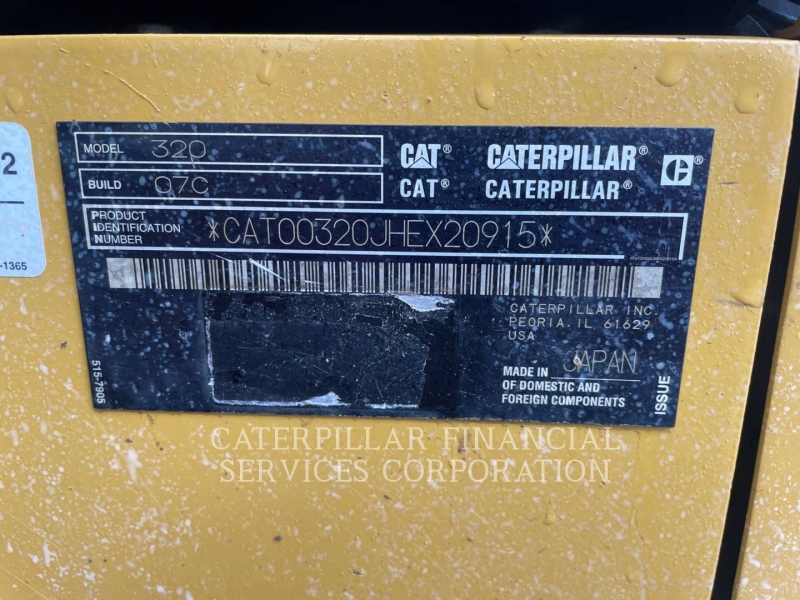 2
-1365
MODEL 320
BUILD 07C
PRODUCT
IDENTIFICATION
NUMBER
*CAT00320JHEX20915*
CAT® CATERPILLAR® C®
CAT® CATERPILLAR®
*CAT00320JHEX20915*
CATERPILLAR INC.
PEORIA, IL 61629
USA
MADE IN JAPAN
OF DOMESTIC AND
FOREIGN COMPONENTS
515-7905
ISSUE
CATERPILLAR FINANCIAL
SERVICES CORPORATION